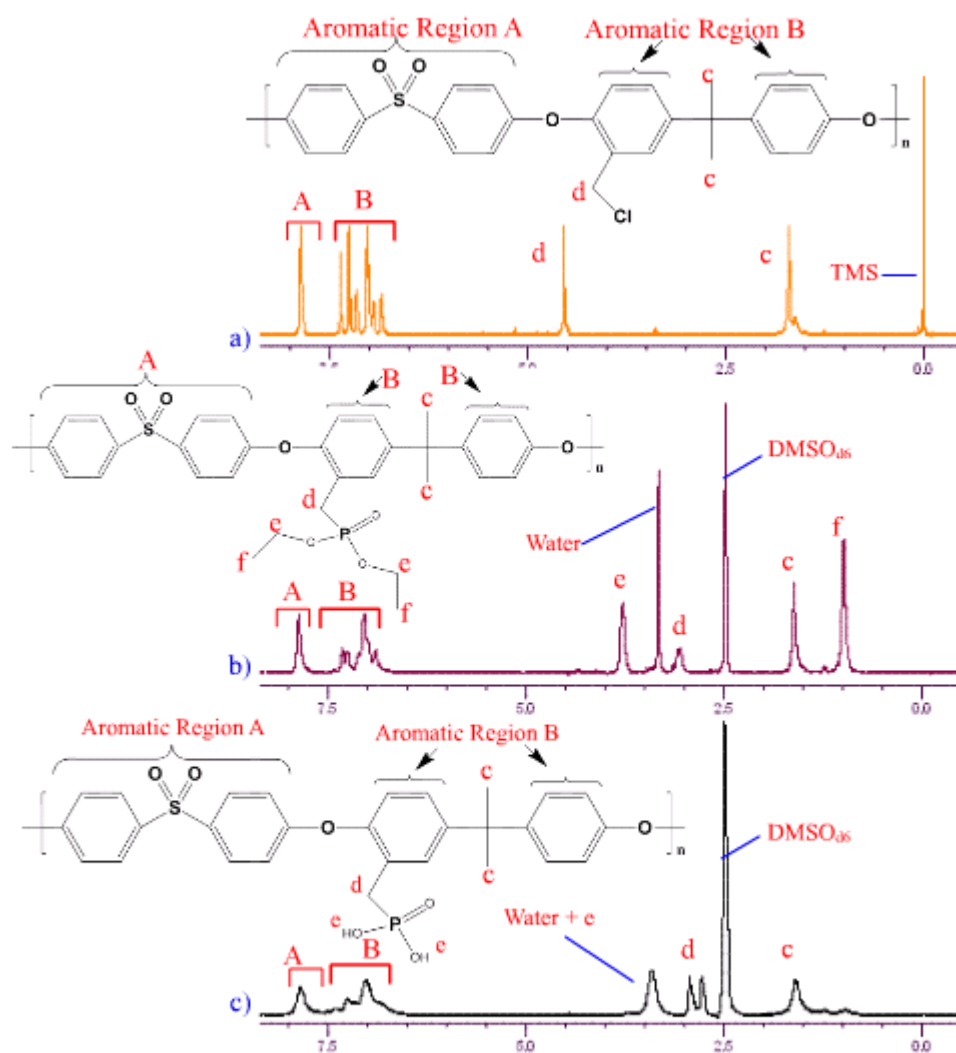 Aromatic Region A
Aromatic Region B
O O
S
O
O
n
c
c
d
Cl
A
B
d
c
TMS
a)
2.5
0.0
A
B
B
O O
S
O
O
n
c
c
d
e
P
O
O
O
f
e
f
A
B
e
Water
d
DMSOd6
c
f
b)
7.5
5.0
2.5
0.0
Aromatic Region A
Aromatic Region B
O O
S
O
O
n
c
c
d
P
O
e HO
OH e
A
B
Water + e
d
DMSOd6
c
c)
7.5
5.0
2.5
0.0